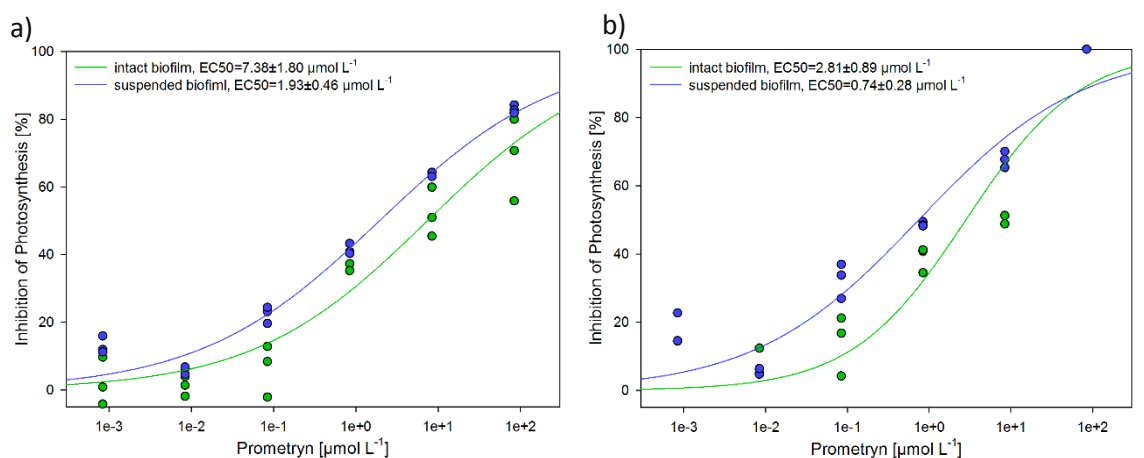 a)
100
80
60
40
20
0
Inhibition of Photosynthesis [%]
intact biofilm, EC50=7.38±1.80 µmol L⁻¹
suspended biofiml, EC50=1.93±0.46 µmol L⁻¹
1e-3 1e-2 1e-1 1e+0 1e+1 1e+2
Prometryn [µmol L⁻¹]
b)
100
80
60
40
20
0
Inhibition of Photosynthesis [%]
intact biofilm, EC50=2.81±0.89 µmol L⁻¹
suspended biofilm, EC50=0.74±0.28 µmol L⁻¹
1e-3 1e-2 1e-1 1e+0 1e+1 1e+2
Prometryn [µmol L⁻¹]